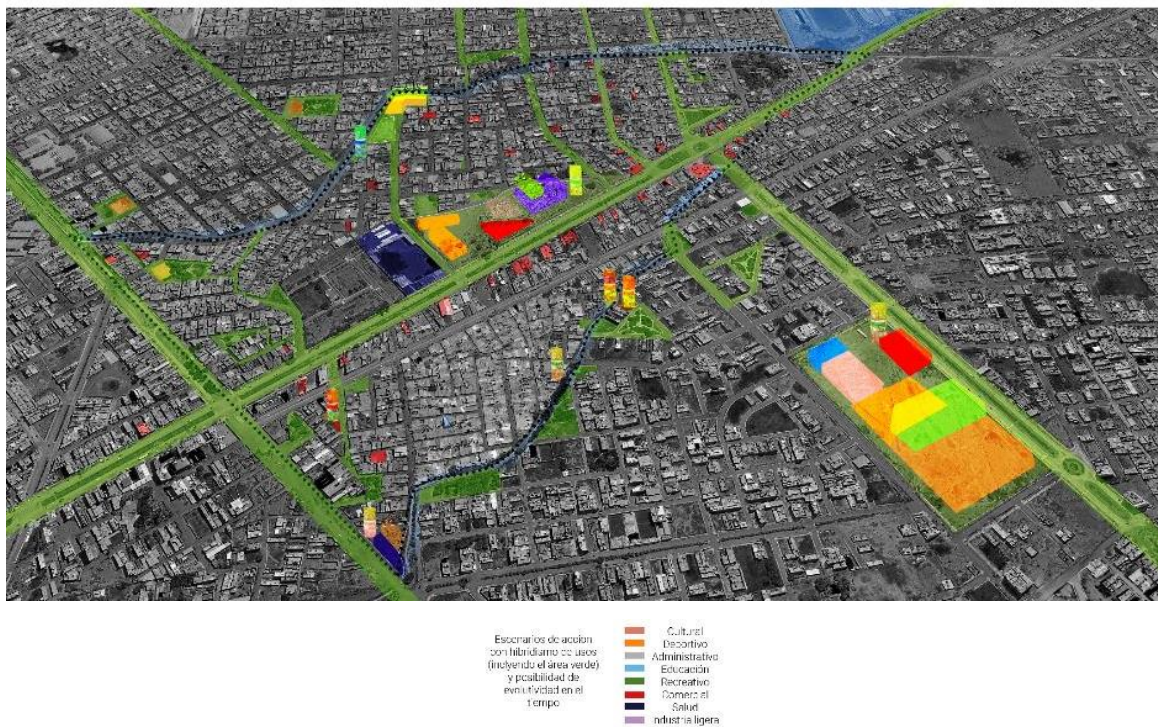 Escenarios de accion
con hibridismo de usos
(incluyendo el área verde)
y posibilidad de
evolutividad en el
tiempo
Cultural
Deportivo
Administrativo
Educación
Recreativo
Comercial
Salud
Industria ligera